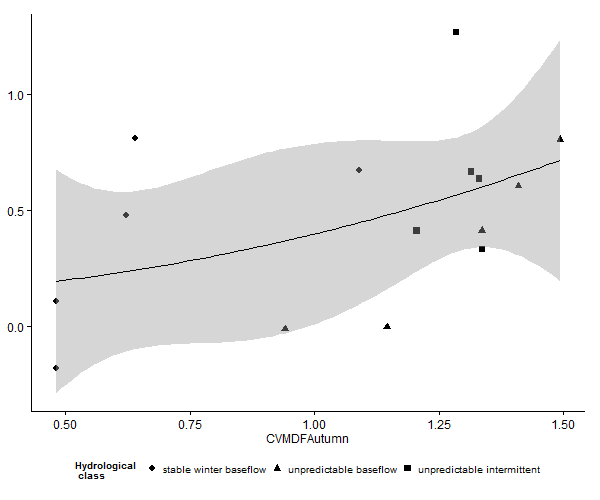 1.0
0.5
0.0
0.50
0.75
1.00
1.25
1.50
CVMDFAutumn
Hydrological
class
stable winter baseflow
unpredictable baseflow
unpredictable intermittent